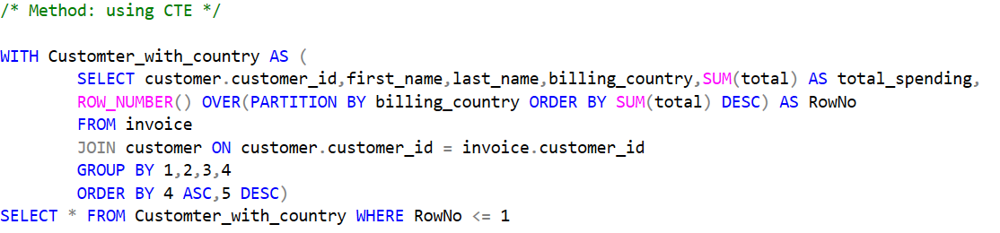 /* Method: using CTE */
WITH Customter_with_country AS (
SELECT customer.customer_id,first_name,last_name,billing_country,SUM(total) AS total_spending,
ROW_NUMBER() OVER(PARTITION BY billing_country ORDER BY SUM(total) DESC) AS RowNo
FROM invoice
JOIN customer ON customer.customer_id = invoice.customer_id
GROUP BY 1,2,3,4
ORDER BY 4 ASC,5 DESC)
SELECT * FROM Customter_with_country WHERE RowNo <= 1